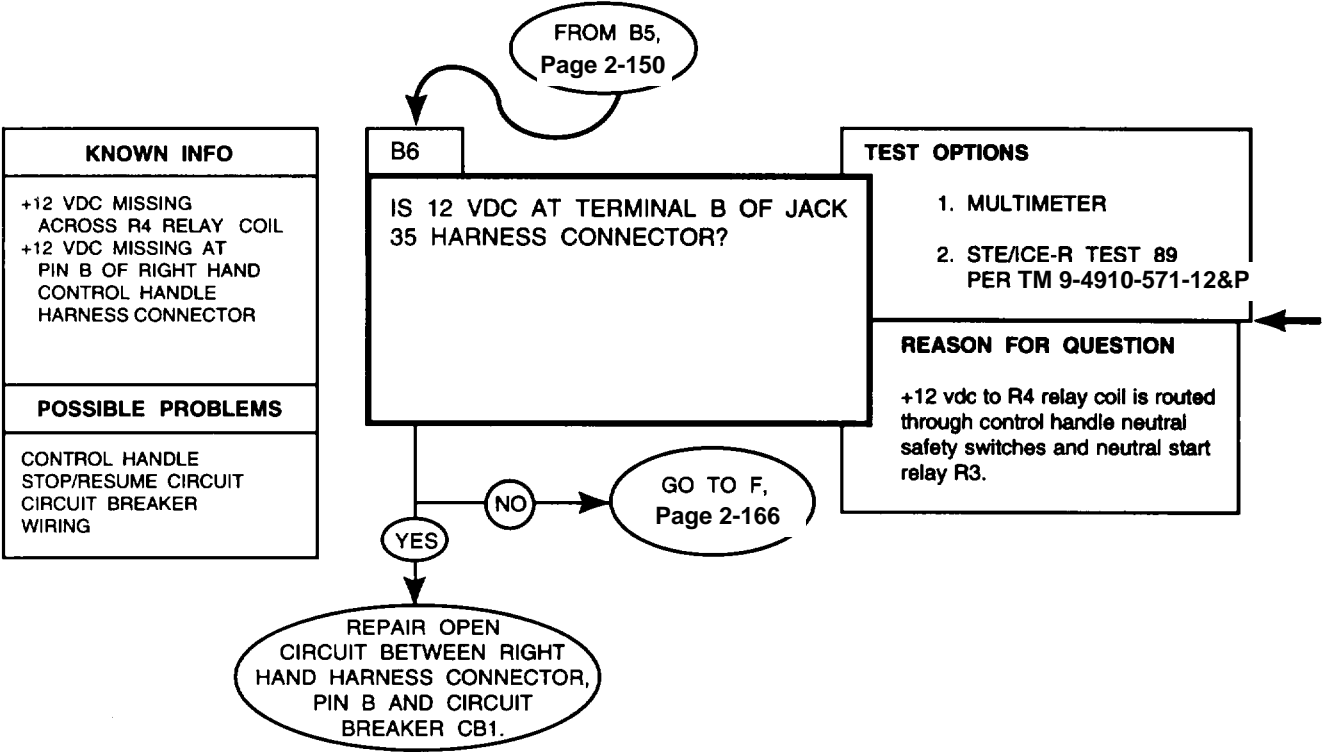 FROM B5,
Page 2-150
KNOWN INFO
+12 VDC MISSING
ACROSS R4 RELAY COIL
+12 VDC MISSING AT
PIN B OF RIGHT HAND
CONTROL HANDLE
HARNESS CONNECTOR
POSSIBLE PROBLEMS
CONTROL HANDLE
STOP/RESUME CIRCUIT
CIRCUIT BREAKER
WIRING
B6
IS 12 VDC AT TERMINAL B OF JACK
35 HARNESS CONNECTOR?
TEST OPTIONS
1. MULTIMETER
2. STE/ICE-R TEST 89
PER TM 9-4910-571-12&P
REASON FOR QUESTION
+12 vdc to R4 relay coil is routed
through control handle neutral
safety switches and neutral start
relay R3.
NO
GO TO F,
Page 2-166
YES
REPAIR OPEN
CIRCUIT BETWEEN RIGHT
HAND HARNESS CONNECTOR,
PIN B AND CIRCUIT
BREAKER CB1.